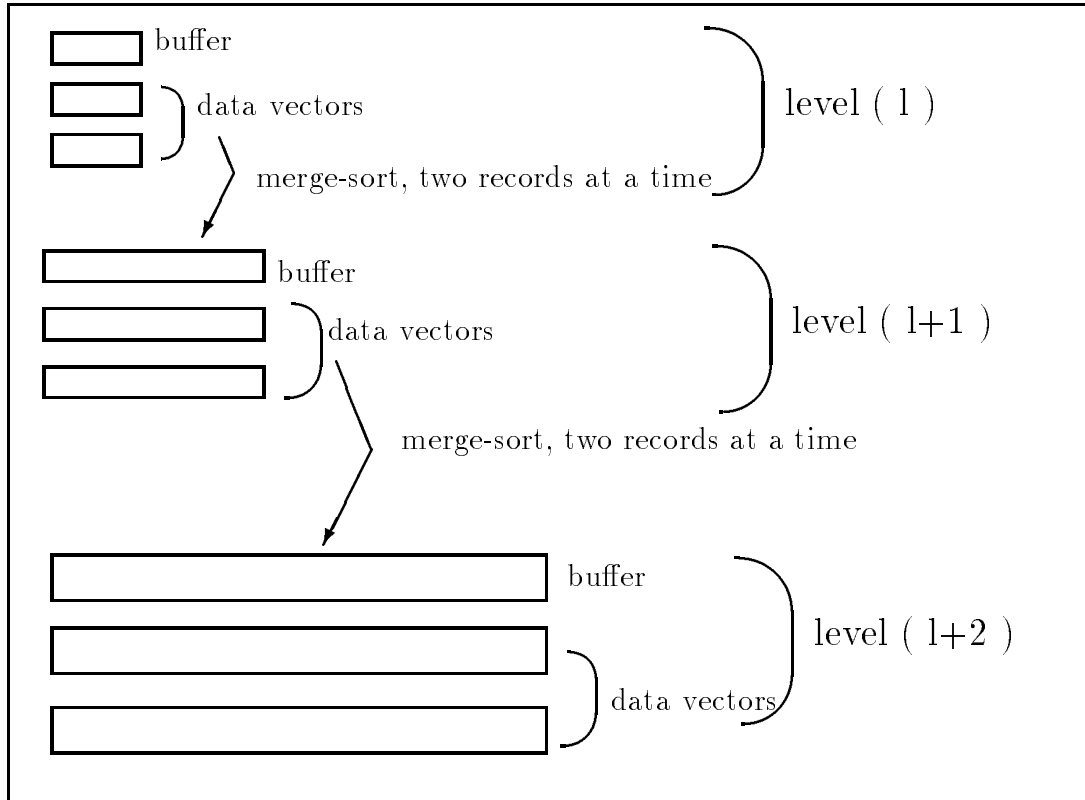 buffer
data vectors
level ( l )
merge-sort, two records at a time
buffer
data vectors
level ( l+1 )
merge-sort, two records at a time
buffer
level ( l+2 )
data vectors